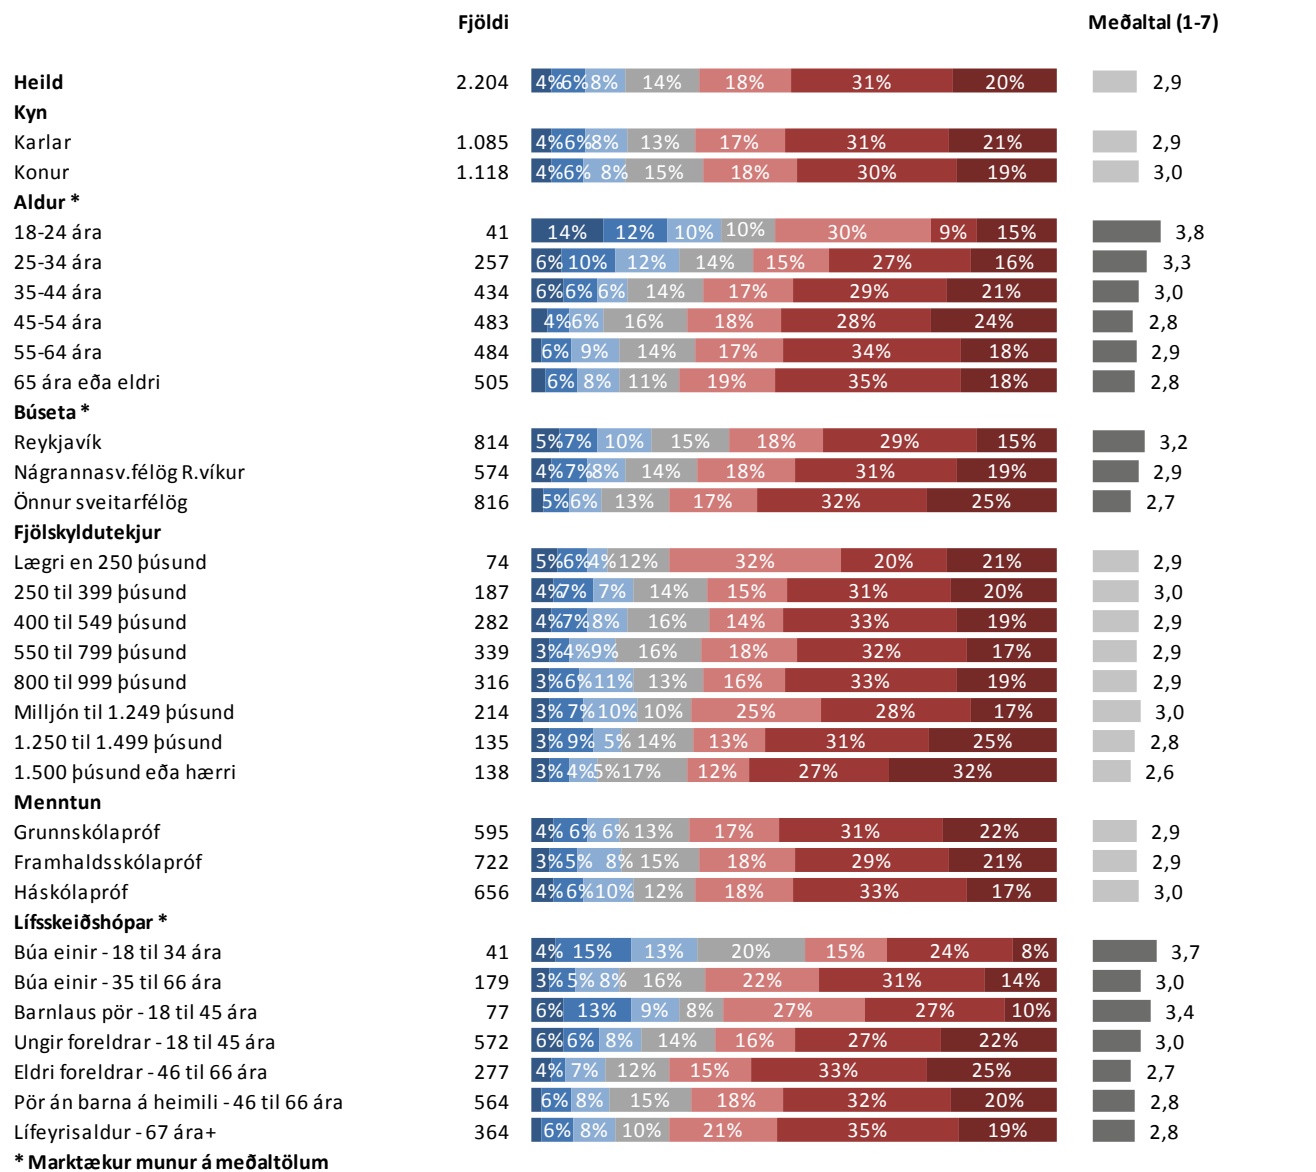 Fjöldi Meðaltal (1-7)
Heild 2.204 4% 6% 8% 14% 18% 31% 20% 2,9
Kyn
Karlar 1.085 4% 6% 8% 13% 17% 31% 21% 2,9
Konur 1.118 4% 6% 8% 15% 18% 30% 19% 3,0
Aldur *
18-24 ára 41 14% 12% 10% 10% 30% 9% 15% 3,8
25-34 ára 257 6% 10% 12% 14% 15% 27% 16% 3,3
35-44 ára 434 6% 6% 6% 14% 17% 29% 21% 3,0
45-54 ára 483 4% 6% 16% 18% 28% 24% 2,8
55-64 ára 484 6% 9% 14% 17% 34% 18% 2,9
65 ára eða eldri 505 6% 8% 11% 19% 35% 18% 2,8
Búseta *
Reykjavík 814 5% 7% 10% 15% 18% 29% 15% 3,2
Nágrannasv.félög R.víkur 574 4% 7% 8% 14% 18% 31% 19% 2,9
Önnur sveitarfélög 816 5% 6% 13% 17% 32% 25% 2,7
Fjölskyldutekjur
Lægri en 250 þúsund 74 5% 6% 4% 12% 32% 20% 21% 2,9
250 til 399 þúsund 187 4% 7% 7% 14% 15% 31% 20% 3,0
400 til 549 þúsund 282 4% 7% 8% 16% 14% 33% 19% 2,9
550 til 799 þúsund 339 3% 4% 9% 16% 18% 32% 17% 2,9
800 til 999 þúsund 316 3% 6% 11% 13% 16% 33% 19% 2,9
Milljón til 1.249 þúsund 214 3% 7% 10% 10% 25% 28% 17% 3,0
1.250 til 1.499 þúsund 135 3% 9% 5% 14% 13% 31% 25% 2,8
1.500 þúsund eða hærri 138 3% 4% 5% 17% 12% 27% 32% 2,6
Menntun
Grunnskólapróf 595 4% 6% 6% 13% 17% 31% 22% 2,9
Framhaldsskólapróf 722 3% 5% 8% 15% 18% 29% 21% 2,9
Háskólapróf 656 4% 6% 10% 12% 18% 33% 17% 3,0
Lífsskeiðshópar *
Búa einir - 18 til 34 ára 41 4% 15% 13% 20% 15% 24% 8% 3,7
Búa einir - 35 til 66 ára 179 3% 5% 8% 16% 22% 31% 14% 3,0
Barnlaus pör - 18 til 45 ára 77 6% 13% 9% 8% 27% 27% 10% 3,4
Ungir foreldrar - 18 til 45 ára 572 6% 6% 8% 14% 16% 27% 22% 3,0
Eldri foreldrar - 46 til 66 ára 277 4% 7% 12% 15% 33% 25% 2,7
Pör án barna á heimili - 46 til 66 ára 564 6% 8% 15% 18% 32% 20% 2,8
Lífeyrisaldur - 67 ára+ 364 6% 8% 10% 21% 35% 19% 2,8
* Marktækur munur á meðaltölum